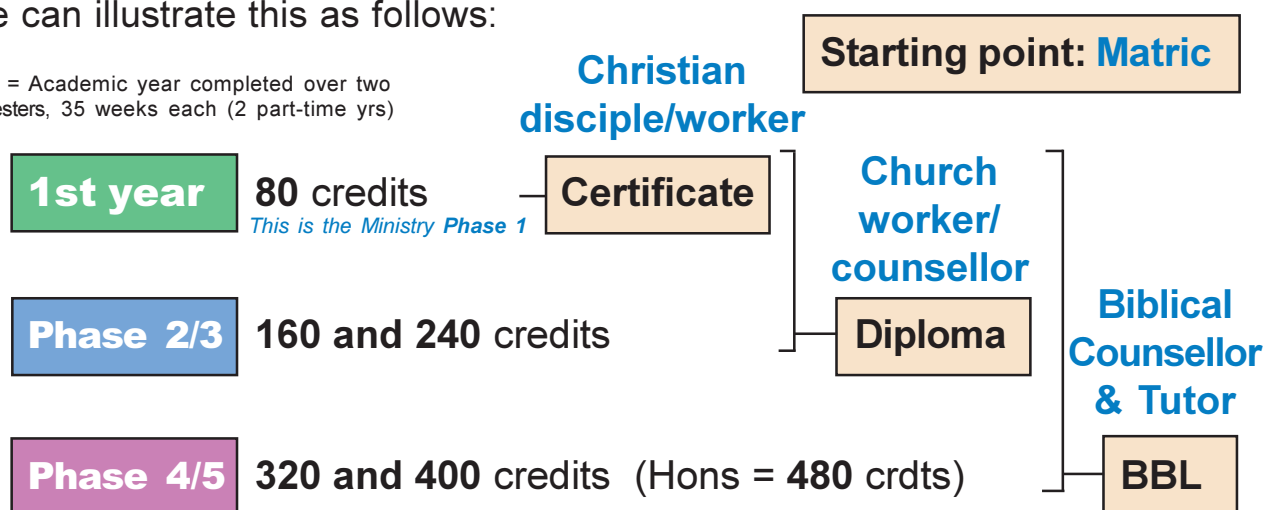 e can illustrate this as follows:
Starting point: Matric
= Academic year completed over two
esters, 35 weeks each (2 part-time yrs)
Christian
disciple/worker
1st year 80 credits Certificate
This is the Ministry Phase 1
Church
worker/
counsellor
Phase 2/3 160 and 240 credits Diploma
Biblical
Counsellor
& Tutor
Phase 4/5 320 and 400 credits (Hons = 480 crdts) BBL